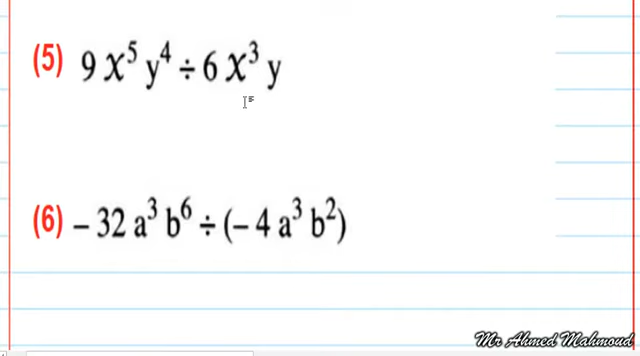 (5) 9 x⁵ y⁴ ÷ 6 x³ y
(6) – 32 a³ b⁶ ÷ (– 4 a³ b²)
Mr Ahmed Mahmoud